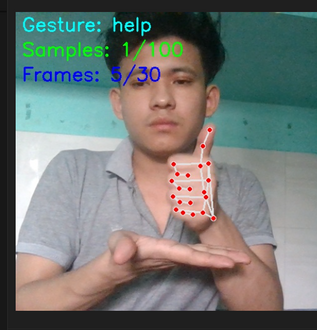 Gesture: help
Samples: 1/100
Frames: 5/30